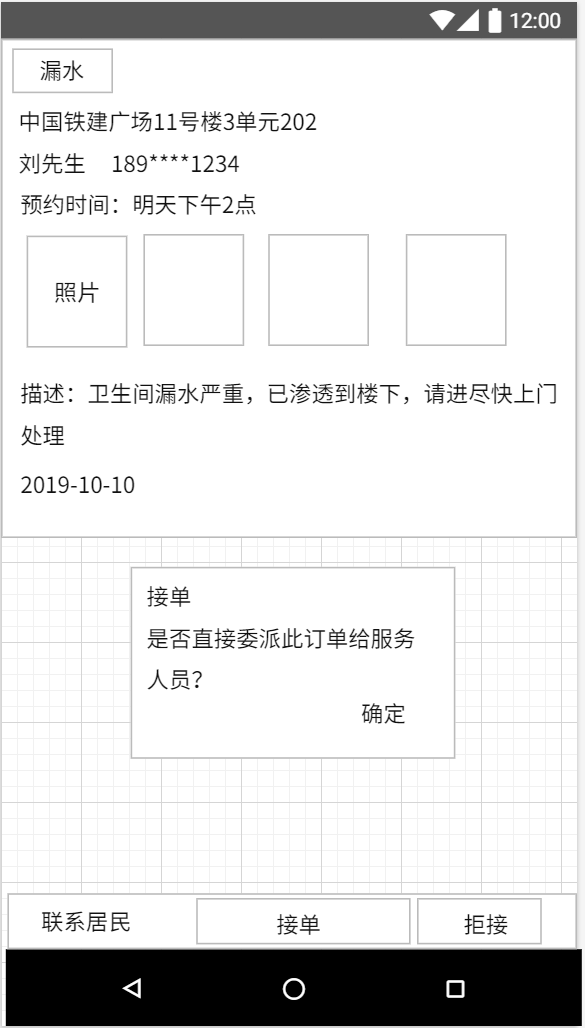 12:00
漏水
中国铁建广场11号楼3单元202
刘先生 189****1234
预约时间：明天下午2点
照片
描述：卫生间漏水严重，已渗透到楼下，请进尽快上门
处理
2019-10-10
接单
是否直接委派此订单给服务
人员？
确定
联系居民 接单 拒接